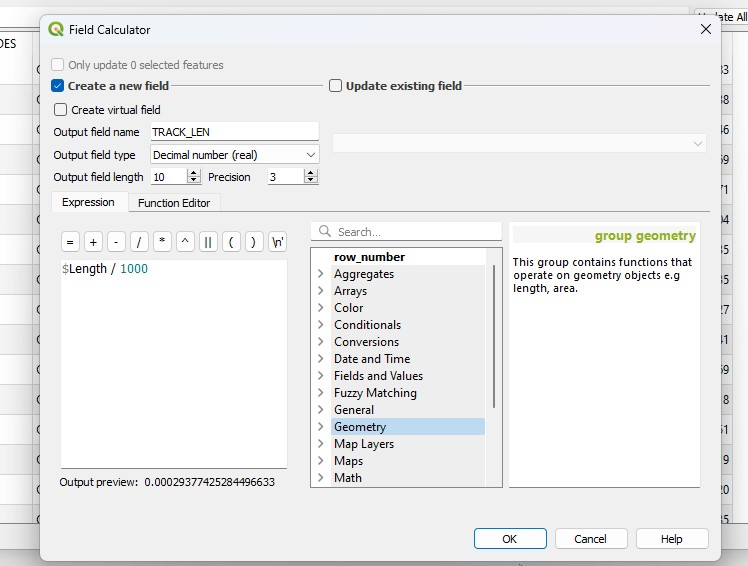 Update All
DES
Field Calculator
Only update 0 selected features
Create a new field
Update existing field
Create virtual field
Output field name TRACK_LEN
Output field type Decimal number (real)
Output field length 10 Precision 3
Expression Function Editor
= + - / * ^ || ( ) \n'
Search...
group geometry
$Length / 1000
row_number
Aggregates
Arrays
Color
Conditionals
Conversions
Date and Time
Fields and Values
Fuzzy Matching
General
Geometry
Map Layers
Maps
Math
This group contains functions that
operate on geometry objects e.g
length, area.
Output preview: 0.00029377425284496633
OK Cancel Help